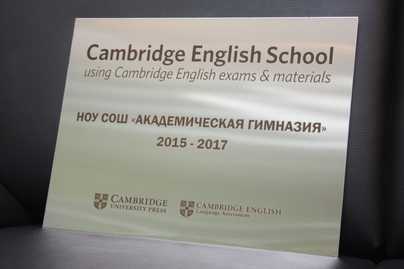 Cambridge English School
using Cambridge English exams & materials
НОУ СОШ «АКАДЕМИЧЕСКАЯ ГИМНАЗИЯ»
2015 - 2017
CAMBRIDGE
UNIVERSITY PRESS
CAMBRIDGE ENGLISH
Language Assessment